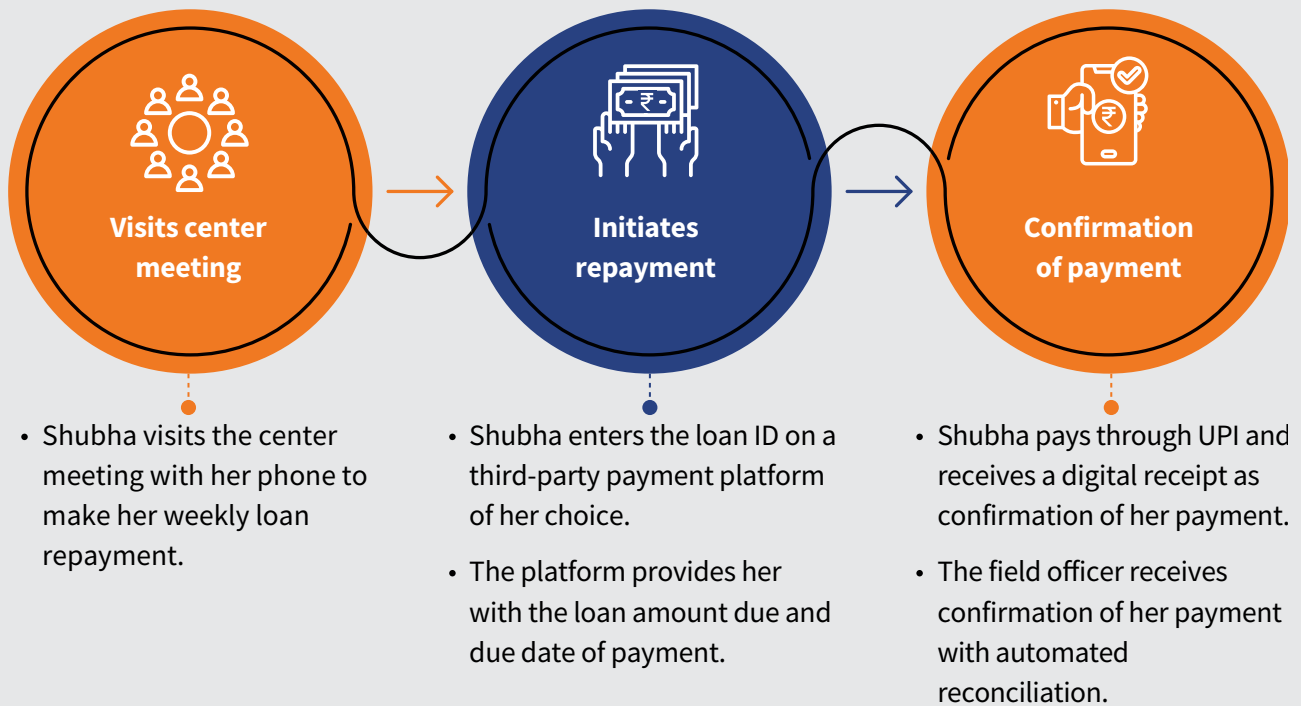 Visits center
meeting
Initiates
repayment
Confirmation
of payment
• Shubha visits the center
meeting with her phone to
make her weekly loan
repayment.
• Shubha enters the loan ID on a
third-party payment platform
of her choice.
• The platform provides her
with the loan amount due and
due date of payment.
• Shubha pays through UPI and
receives a digital receipt as
confirmation of her payment.
• The field officer receives
confirmation of her payment
with automated
reconciliation.